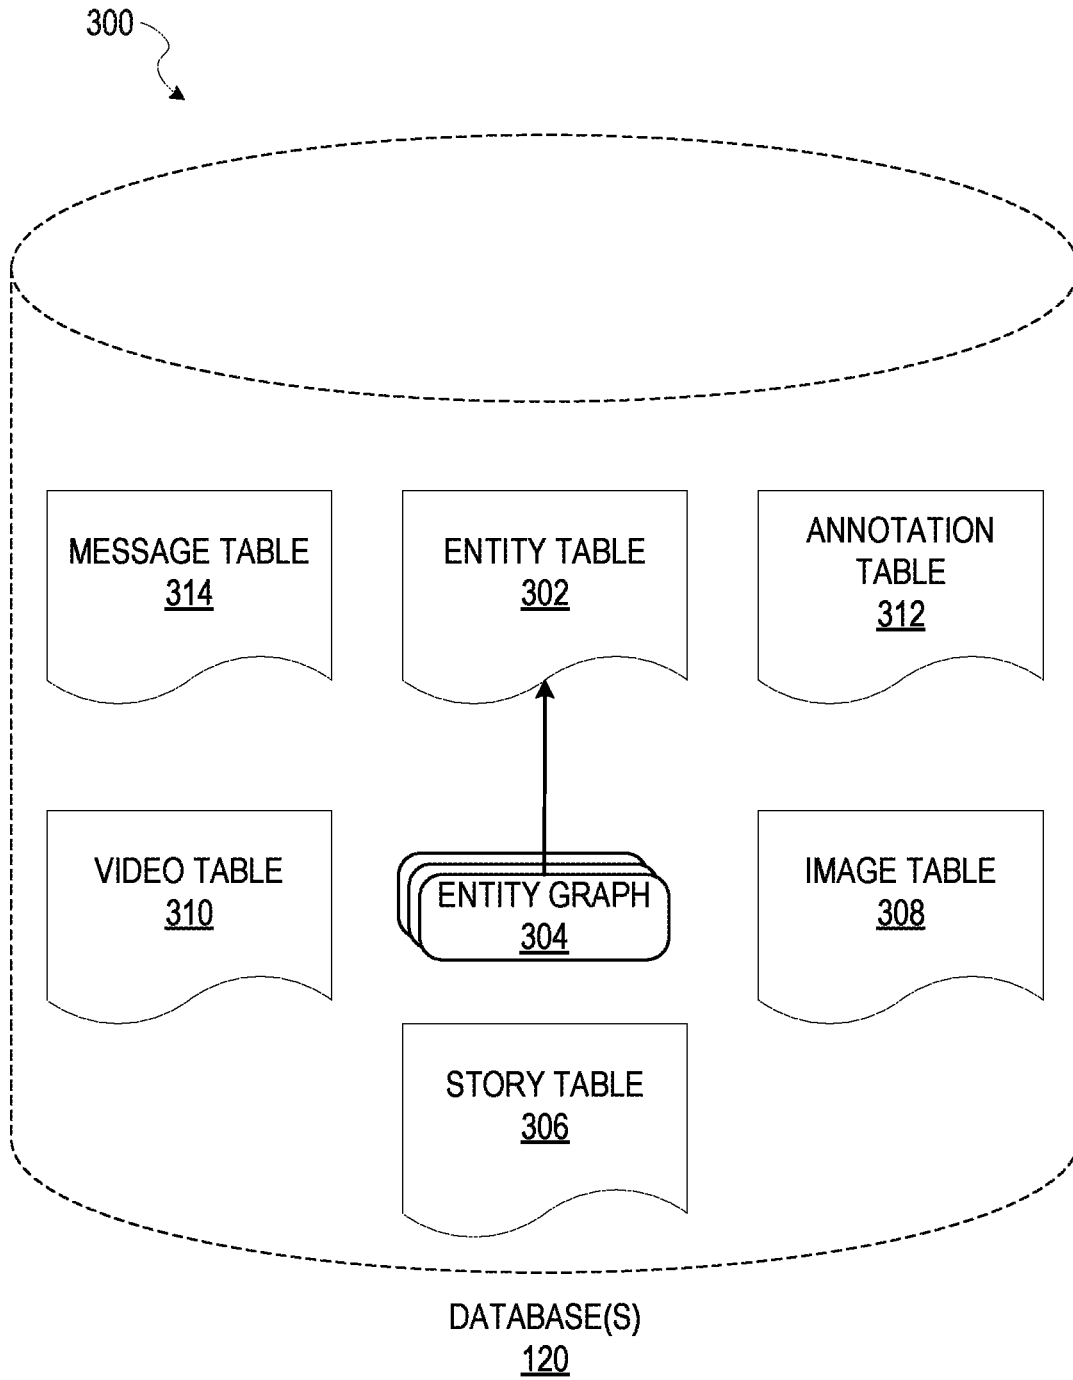 300
MESSAGE TABLE
314
ENTITY TABLE
302
ANNOTATION
TABLE
312
VIDEO TABLE
310
ENTITY GRAPH
304
IMAGE TABLE
308
STORY TABLE
306
DATABASE(S)
120